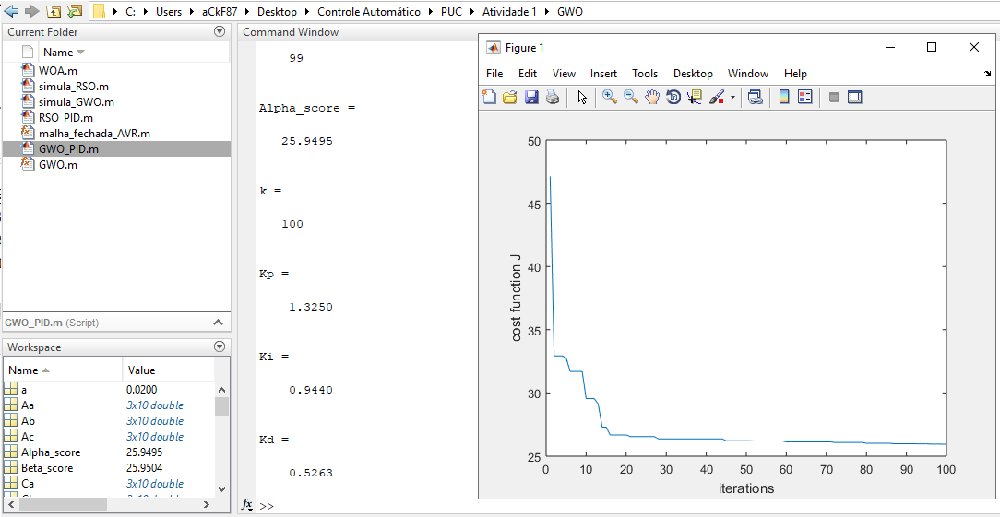 C: Users aCkF87 Desktop Controle Automático PUC Atividade 1 GWO
Current Folder
Name
WOA.m
simula_RSO.m
simula_GWO.m
RSO_PID.m
malha_fechada_AVR.m
GWO_PID.m
GWO.m
GWO_PID.m (Script)
Workspace
Name Value
a 0.0200
Aa 3x10 double
Ab 3x10 double
Ac 3x10 double
Alpha_score 25.9495
Beta_score 25.9504
Ca 3x10 double
Command Window
99
Alpha_score =
25.9495
k =
100
Kp =
1.3250
Ki =
0.9440
Kd =
0.5263
fx >>
Figure 1
File Edit View Insert Tools Desktop Window Help
50
45
40
35
30
25
cost function J
0 10 20 30 40 50 60 70 80 90 100
iterations